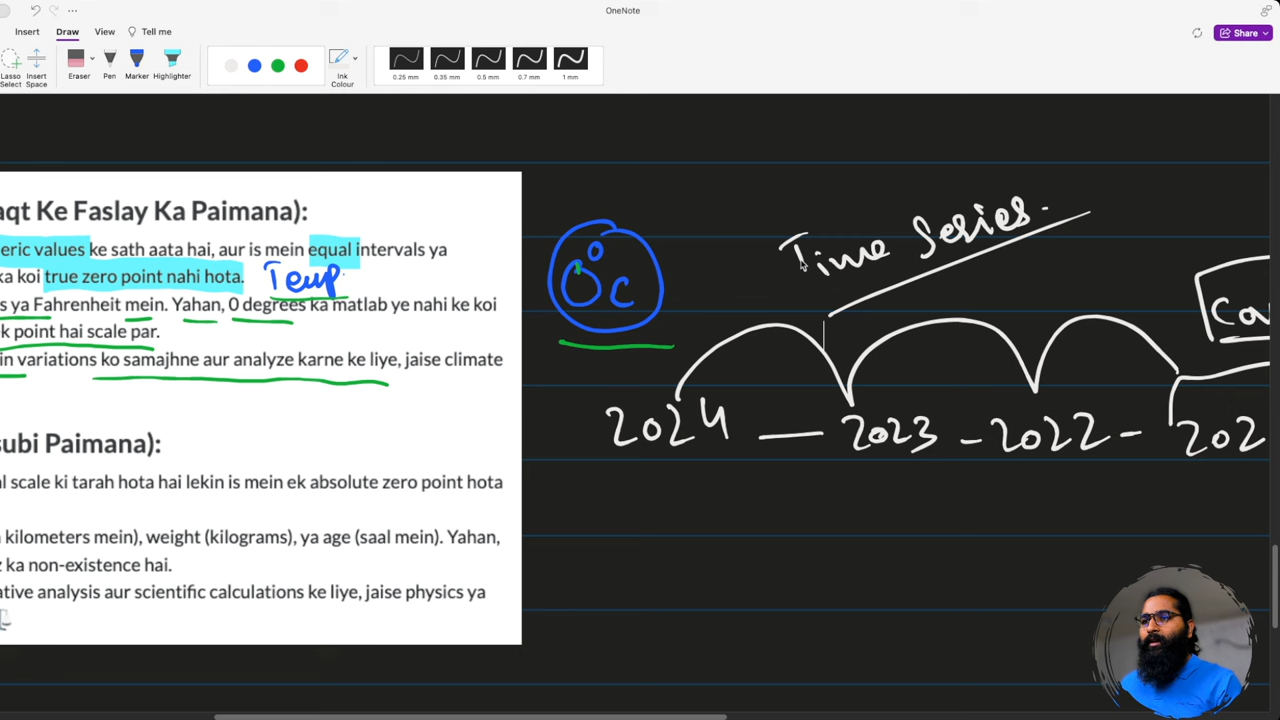 OneNote
Insert
Draw
View
Tell me
Share
Lasso
Select
Insert
Space
Eraser
Pen
Marker
Highlighter
Ink
Colour
0.25 mm
0.35 mm
0.5 mm
0.7 mm
1 mm
aqt Ke Faslay Ka Paimana):
eric values ke sath aata hai, aur is mein equal intervals ya
ka koi true zero point nahi hota. Temp.
s ya Fahrenheit mein. Yahan, 0 degrees ka matlab ye nahi ke koi
ek point hai scale par.
in variations ko samajhne aur analyze karne ke liye, jaise climate
subi Paimana):
al scale ki tarah hota hai lekin is mein ek absolute zero point hota
kilometers mein), weight (kilograms), ya age (saal mein). Yahan,
z ka non-existence hai.
ative analysis aur scientific calculations ke liye, jaise physics ya
0°C
Time Series.
Ca
2024 — 2023 - 2022 - 202